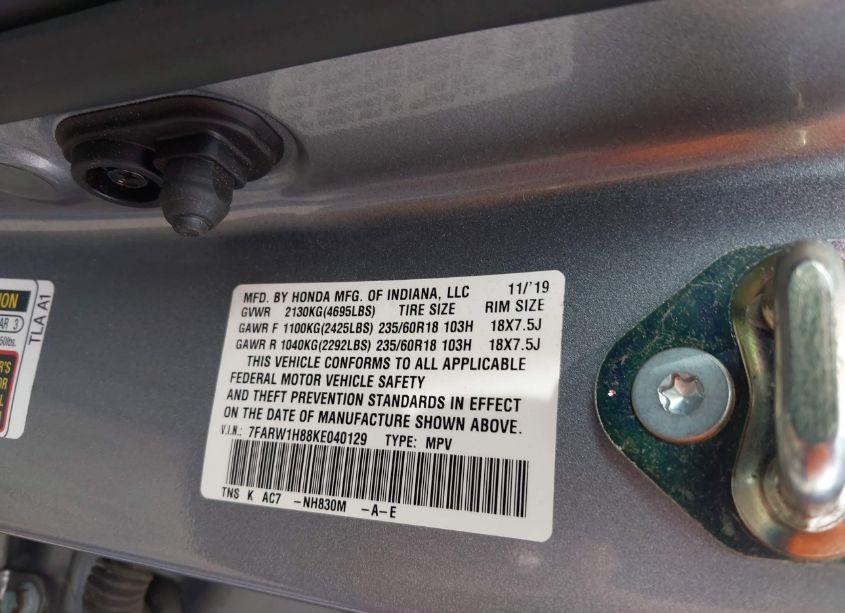 MFD. BY HONDA MFG. OF INDIANA, LLC 11/'19
GVWR 2130KG(4695LBS) TIRE SIZE RIM SIZE
GAWR F 1100KG(2425LBS) 235/60R18 103H 18X7.5J
GAWR R 1040KG(2292LBS) 235/60R18 103H 18X7.5J
THIS VEHICLE CONFORMS TO ALL APPLICABLE
FEDERAL MOTOR VEHICLE SAFETY
AND THEFT PREVENTION STANDARDS IN EFFECT
ON THE DATE OF MANUFACTURE SHOWN ABOVE.
V.I.N.: 7FARW1H88KE040129 TYPE: MPV
TNS K AC7 -NH830M -A-E
TLA A1